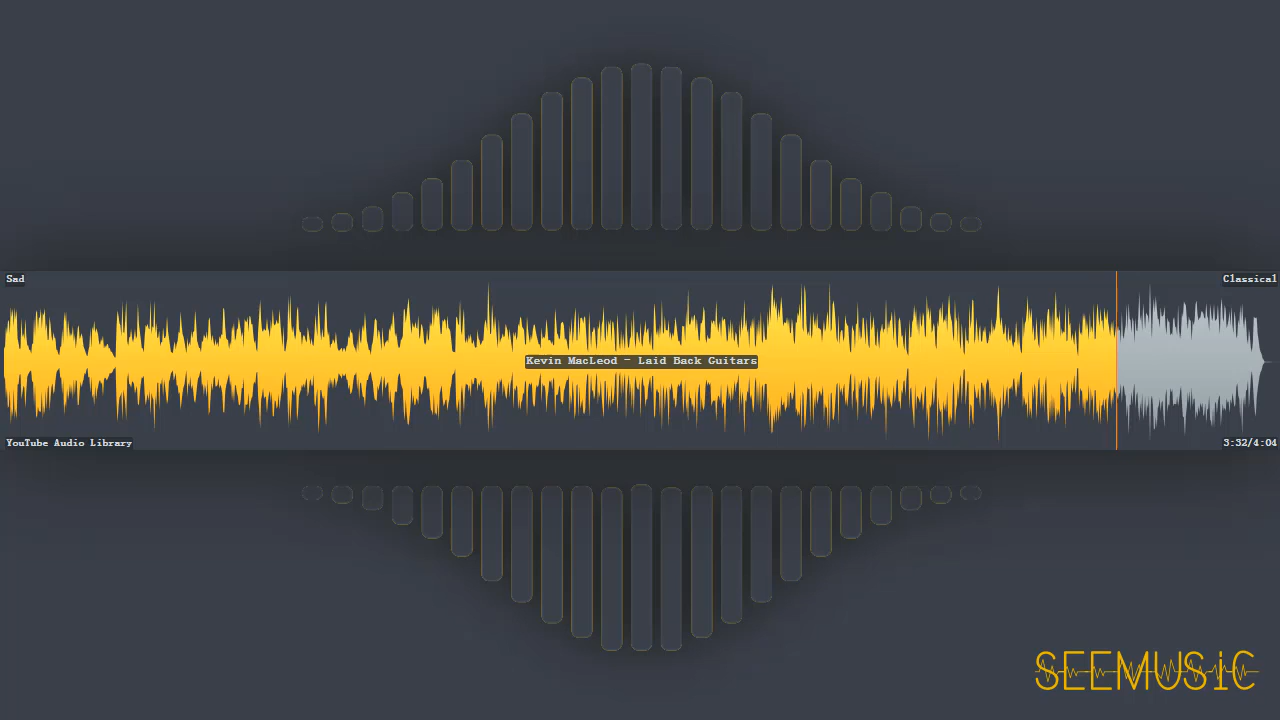 Sad
Classical
Kevin MacLeod - Laid Back Guitars
YouTube Audio Library
3:32/4:04
SEEMUSiC